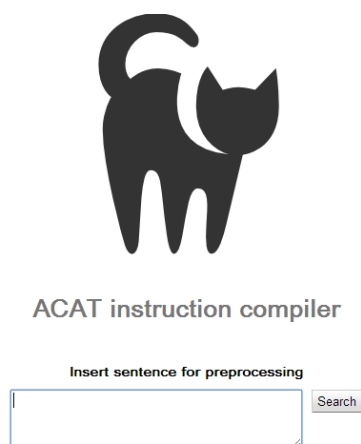 ACAT instruction compiler
Insert sentence for preprocessing
Search